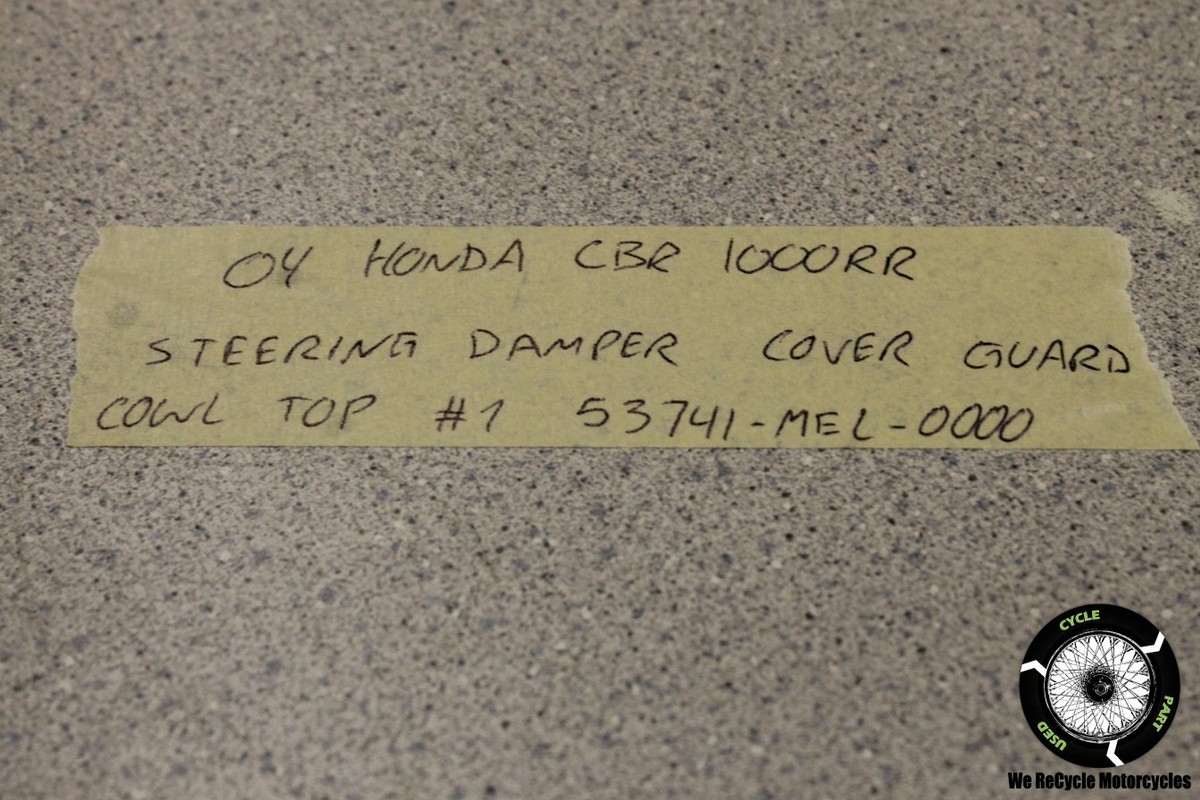 04 HONDA CBR 1000RR
STEERING DAMPER COVER GUARD
COWL TOP #1 53741-MEL-0000
CYCLE
PART
USED
We ReCycle Motorcycles